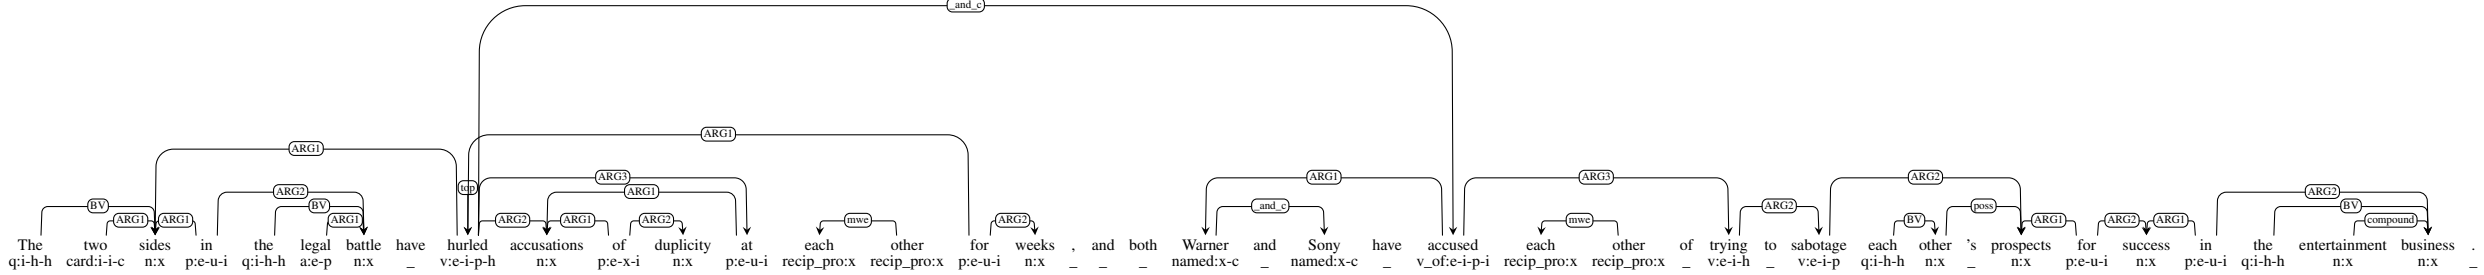 _and_c
ARG1
ARG1
top ARG3 ARG1 ARG3 ARG2
ARG2 ARG1 ARG2
BV BV _and_c ARG2 BV poss BV
ARG1 ARG1 ARG1 ARG2 ARG1 ARG2 mwe ARG2 mwe ARG1 ARG2 ARG1 compound
The two sides in the legal battle have hurled accusations of duplicity at each other for weeks , and both Warner and Sony have accused each other of trying to sabotage each other 's prospects for success in the entertainment business .
q:i-h-h card:i-i-c n:x p:e-u-i q:i-h-h a:e-p n:x _ v:e-i-p-h n:x p:e-x-i n:x p:e-u-i recip_pro:x recip_pro:x p:e-u-i n:x _ _ _ named:x-c _ named:x-c _ v_of:e-i-p-i recip_pro:x recip_pro:x _ v:e-i-h _ v:e-i-p q:i-h-h n:x _ n:x p:e-u-i n:x p:e-u-i q:i-h-h n:x n:x _